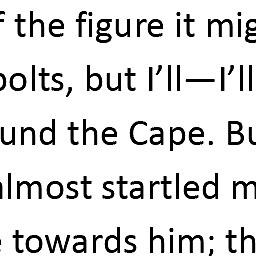 f the figure it mig
bolts, but I’ll—I’ll
und the Cape. Bu
almost startled m
e towards him; th